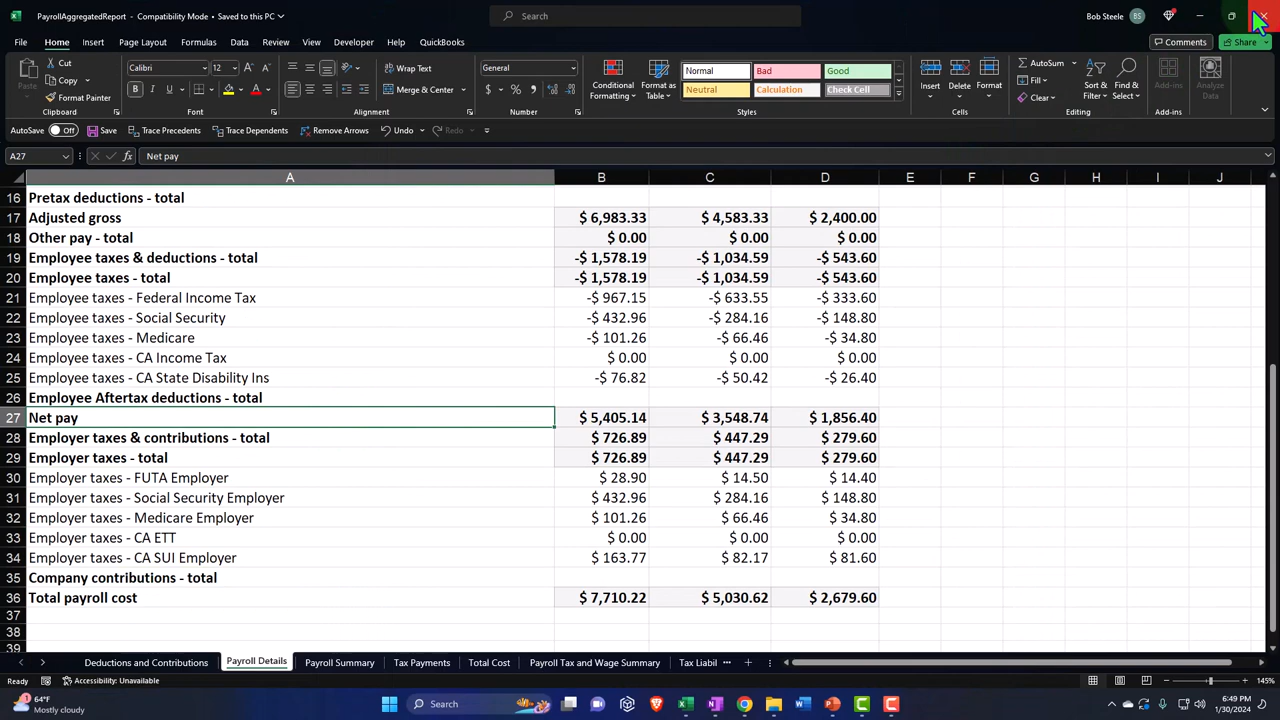 PayrollAggregatedReport - Compatibility Mode • Saved to this PC
Search
Bob Steele BS
File Home Insert Page Layout Formulas Data Review View Developer Help QuickBooks Comments Share
Cut
Copy
Format Painter
Paste
Clipboard
Calibri 12
Font
Wrap Text
Merge & Center
Alignment
General
Number
Conditional Formatting
Format as Table
Normal Bad Good
Neutral Calculation Check Cell
Styles
Insert Delete Format
Cells
AutoSum
Fill
Clear
Sort & Filter
Find & Select
Editing
Add-ins
Add-ins
Analyze Data
AutoSave Off Save Trace Precedents Trace Dependents Remove Arrows Undo Redo
A27 fx Net pay
A B C D E F G H I J
16 Pretax deductions - total
17 Adjusted gross $ 6,983.33 $ 4,583.33 $ 2,400.00
18 Other pay - total $ 0.00 $ 0.00 $ 0.00
19 Employee taxes & deductions - total -$ 1,578.19 -$ 1,034.59 -$ 543.60
20 Employee taxes - total -$ 1,578.19 -$ 1,034.59 -$ 543.60
21 Employee taxes - Federal Income Tax -$ 967.15 -$ 633.55 -$ 333.60
22 Employee taxes - Social Security -$ 432.96 -$ 284.16 -$ 148.80
23 Employee taxes - Medicare -$ 101.26 -$ 66.46 -$ 34.80
24 Employee taxes - CA Income Tax $ 0.00 $ 0.00 $ 0.00
25 Employee taxes - CA State Disability Ins -$ 76.82 -$ 50.42 -$ 26.40
26 Employee Aftertax deductions - total
27 Net pay $ 5,405.14 $ 3,548.74 $ 1,856.40
28 Employer taxes & contributions - total $ 726.89 $ 447.29 $ 279.60
29 Employer taxes - total $ 726.89 $ 447.29 $ 279.60
30 Employer taxes - FUTA Employer $ 28.90 $ 14.50 $ 14.40
31 Employer taxes - Social Security Employer $ 432.96 $ 284.16 $ 148.80
32 Employer taxes - Medicare Employer $ 101.26 $ 66.46 $ 34.80
33 Employer taxes - CA ETT $ 0.00 $ 0.00 $ 0.00
34 Employer taxes - CA SUI Employer $ 163.77 $ 82.17 $ 81.60
35 Company contributions - total
36 Total payroll cost $ 7,710.22 $ 5,030.62 $ 2,679.60
37
38
39
Deductions and Contributions Payroll Details Payroll Summary Tax Payments Total Cost Payroll Tax and Wage Summary Tax Liabil
Ready Accessibility: Unavailable 145%
64°F
Mostly cloudy
Search
6:49 PM
1/30/2024